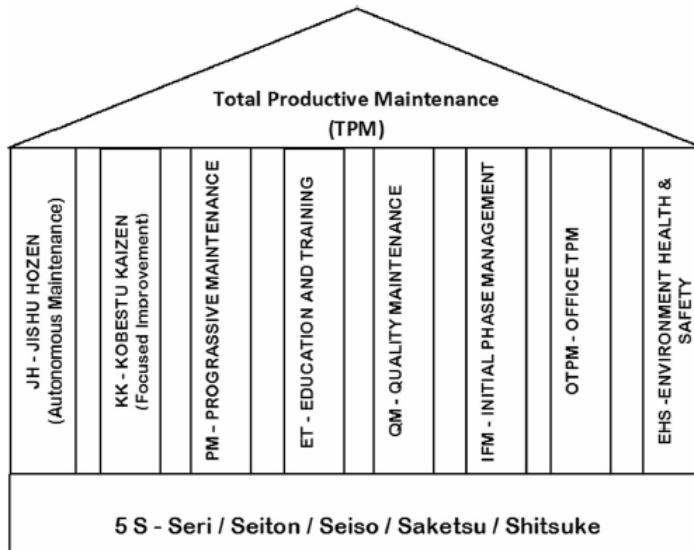 Total Productive Maintenance
(TPM)
JH - JISHU HOZEN
(Autonomous Maintenance)
KK - KOBESTU KAIZEN
(Focused Improvement)
PM - PROGRASSIVE MAINTENANCE
ET - EDUCATION AND TRAINING
QM - QUALITY MAINTENANCE
IFM - INITIAL PHASE MANAGEMENT
OTPM - OFFICE TPM
EHS -ENVIRONMENT HEALTH &
SAFETY
5 S - Seri / Seiton / Seiso / Saketsu / Shitsuke